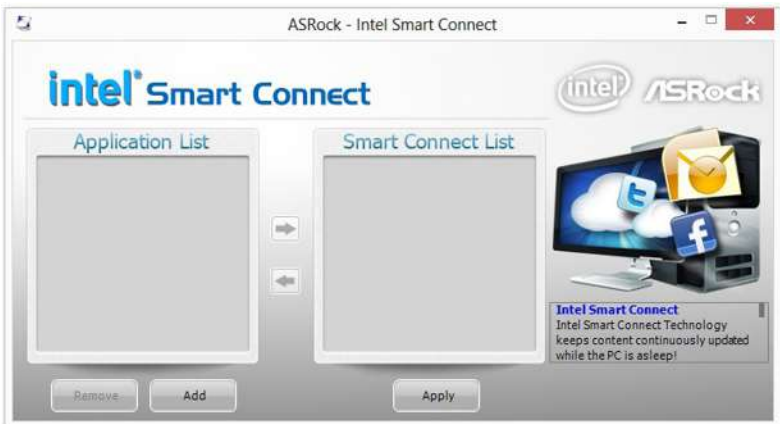 ASRock - Intel Smart Connect
intel Smart Connect
intel ASRock
Application List
Smart Connect List
Intel Smart Connect
Intel Smart Connect Technology
keeps content continuously updated
while the PC is asleep!
Remove
Add
Apply